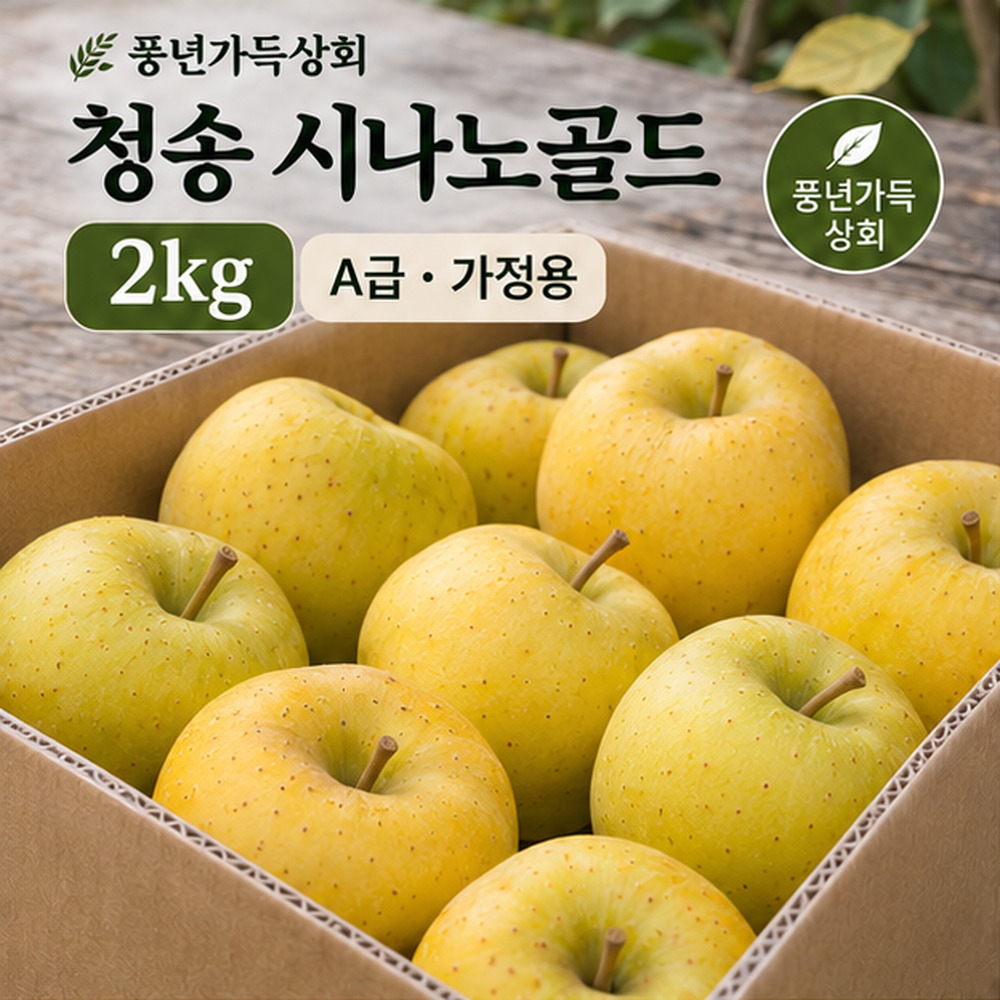 풍년가득상회
청송 시나노골드
2kg
A급 · 가정용
풍년가득
상회